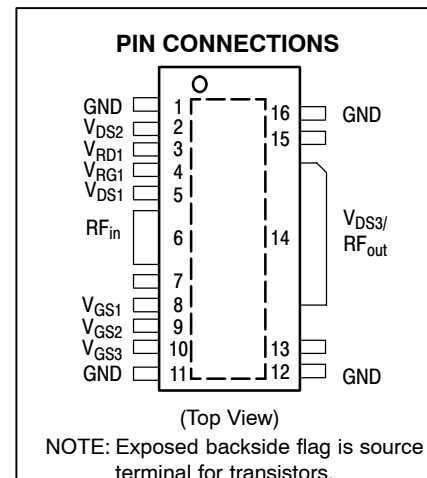 PIN CONNECTIONS
GND 1 16 GND
VDS2 2 15
VRD1 3
VRG1 4
VDS1 5
RFin 6 14 VDS3/
RFout
7
VGS1 8
VGS2 9
VGS3 10 13
GND 11 12 GND
(Top View)
NOTE: Exposed backside flag is source
terminal for transistors.